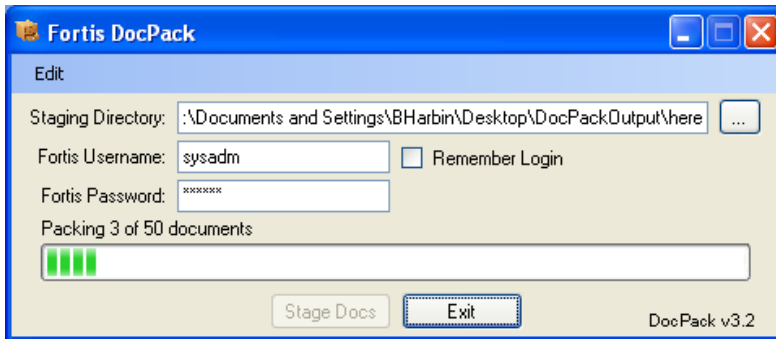 Fortis DocPack
Edit
Staging Directory: :\Documents and Settings\BHarbin\Desktop\DocPackOutput\here ...
Fortis Username: sysadm Remember Login
Fortis Password: ******
Packing 3 of 50 documents
Stage Docs Exit DocPack v3.2